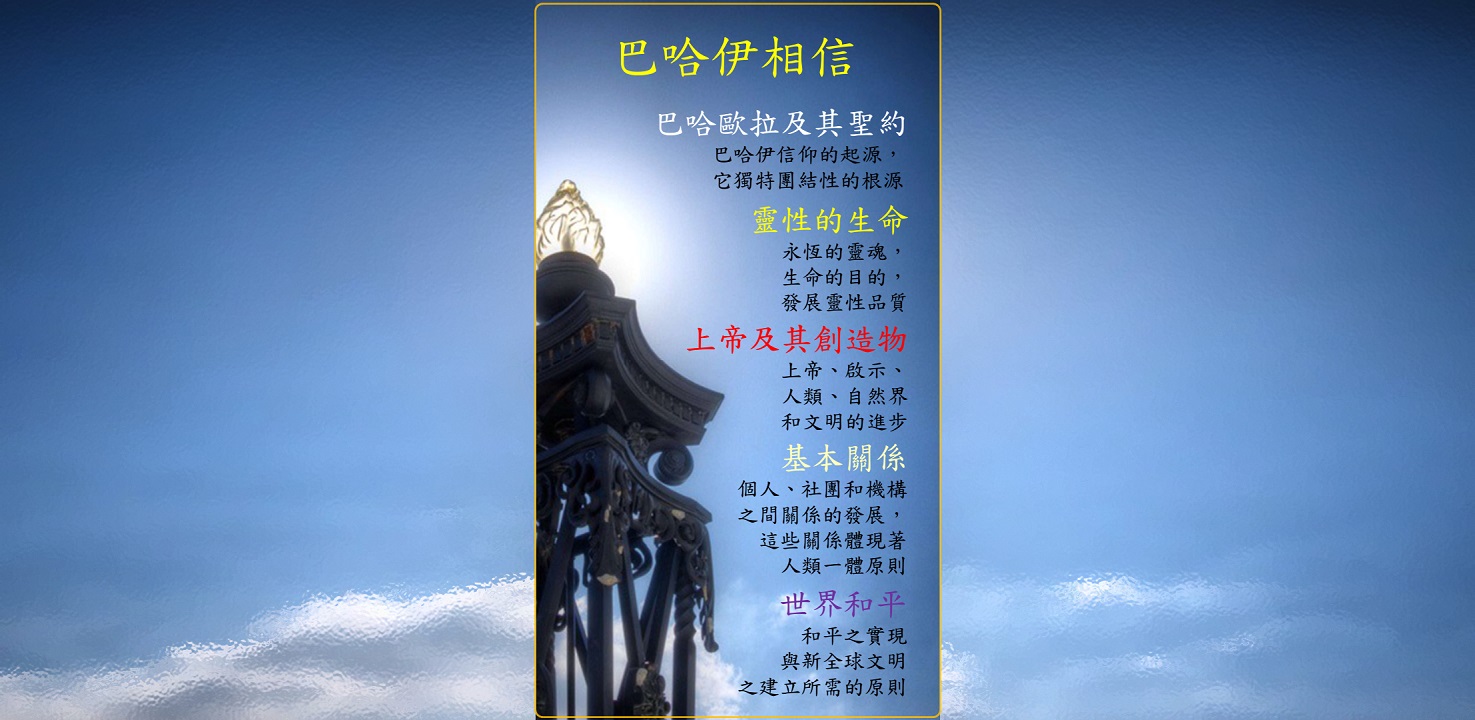 巴哈伊相信
巴哈歐拉及其聖約
巴哈伊信仰的起源，
它獨特團結性的根源
靈性的生命
永恆的靈魂，
生命的目的，
發展靈性品質
上帝及其創造物
上帝、啟示、
人類、自然界
和文明的進步
基本關係
個人、社團和機構
之間關係的發展，
這些關係體現著
人類一體原則
世界和平
和平之實現
與新全球文明
之建立所需的原則